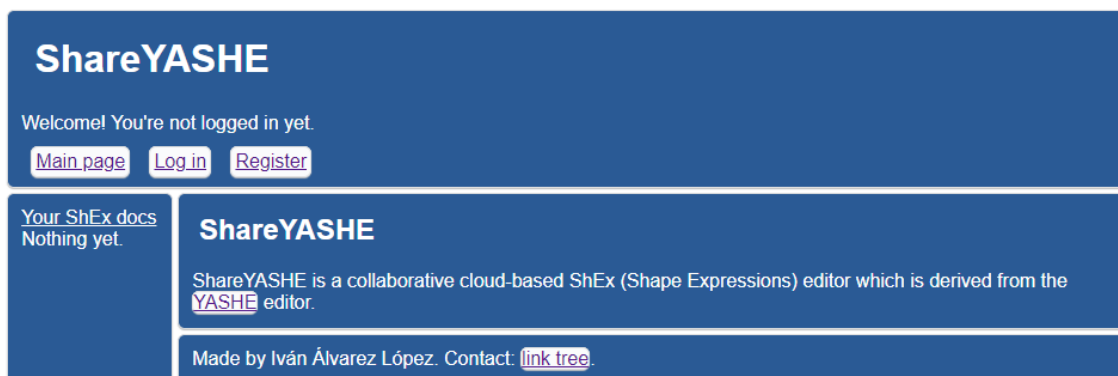 ShareYASHE
Welcome! You're not logged in yet.
Main page Log in Register
Your ShEx docs
Nothing yet.
ShareYASHE
ShareYASHE is a collaborative cloud-based ShEx (Shape Expressions) editor which is derived from the
YASHE editor.
Made by Iván Álvarez López. Contact: link tree.